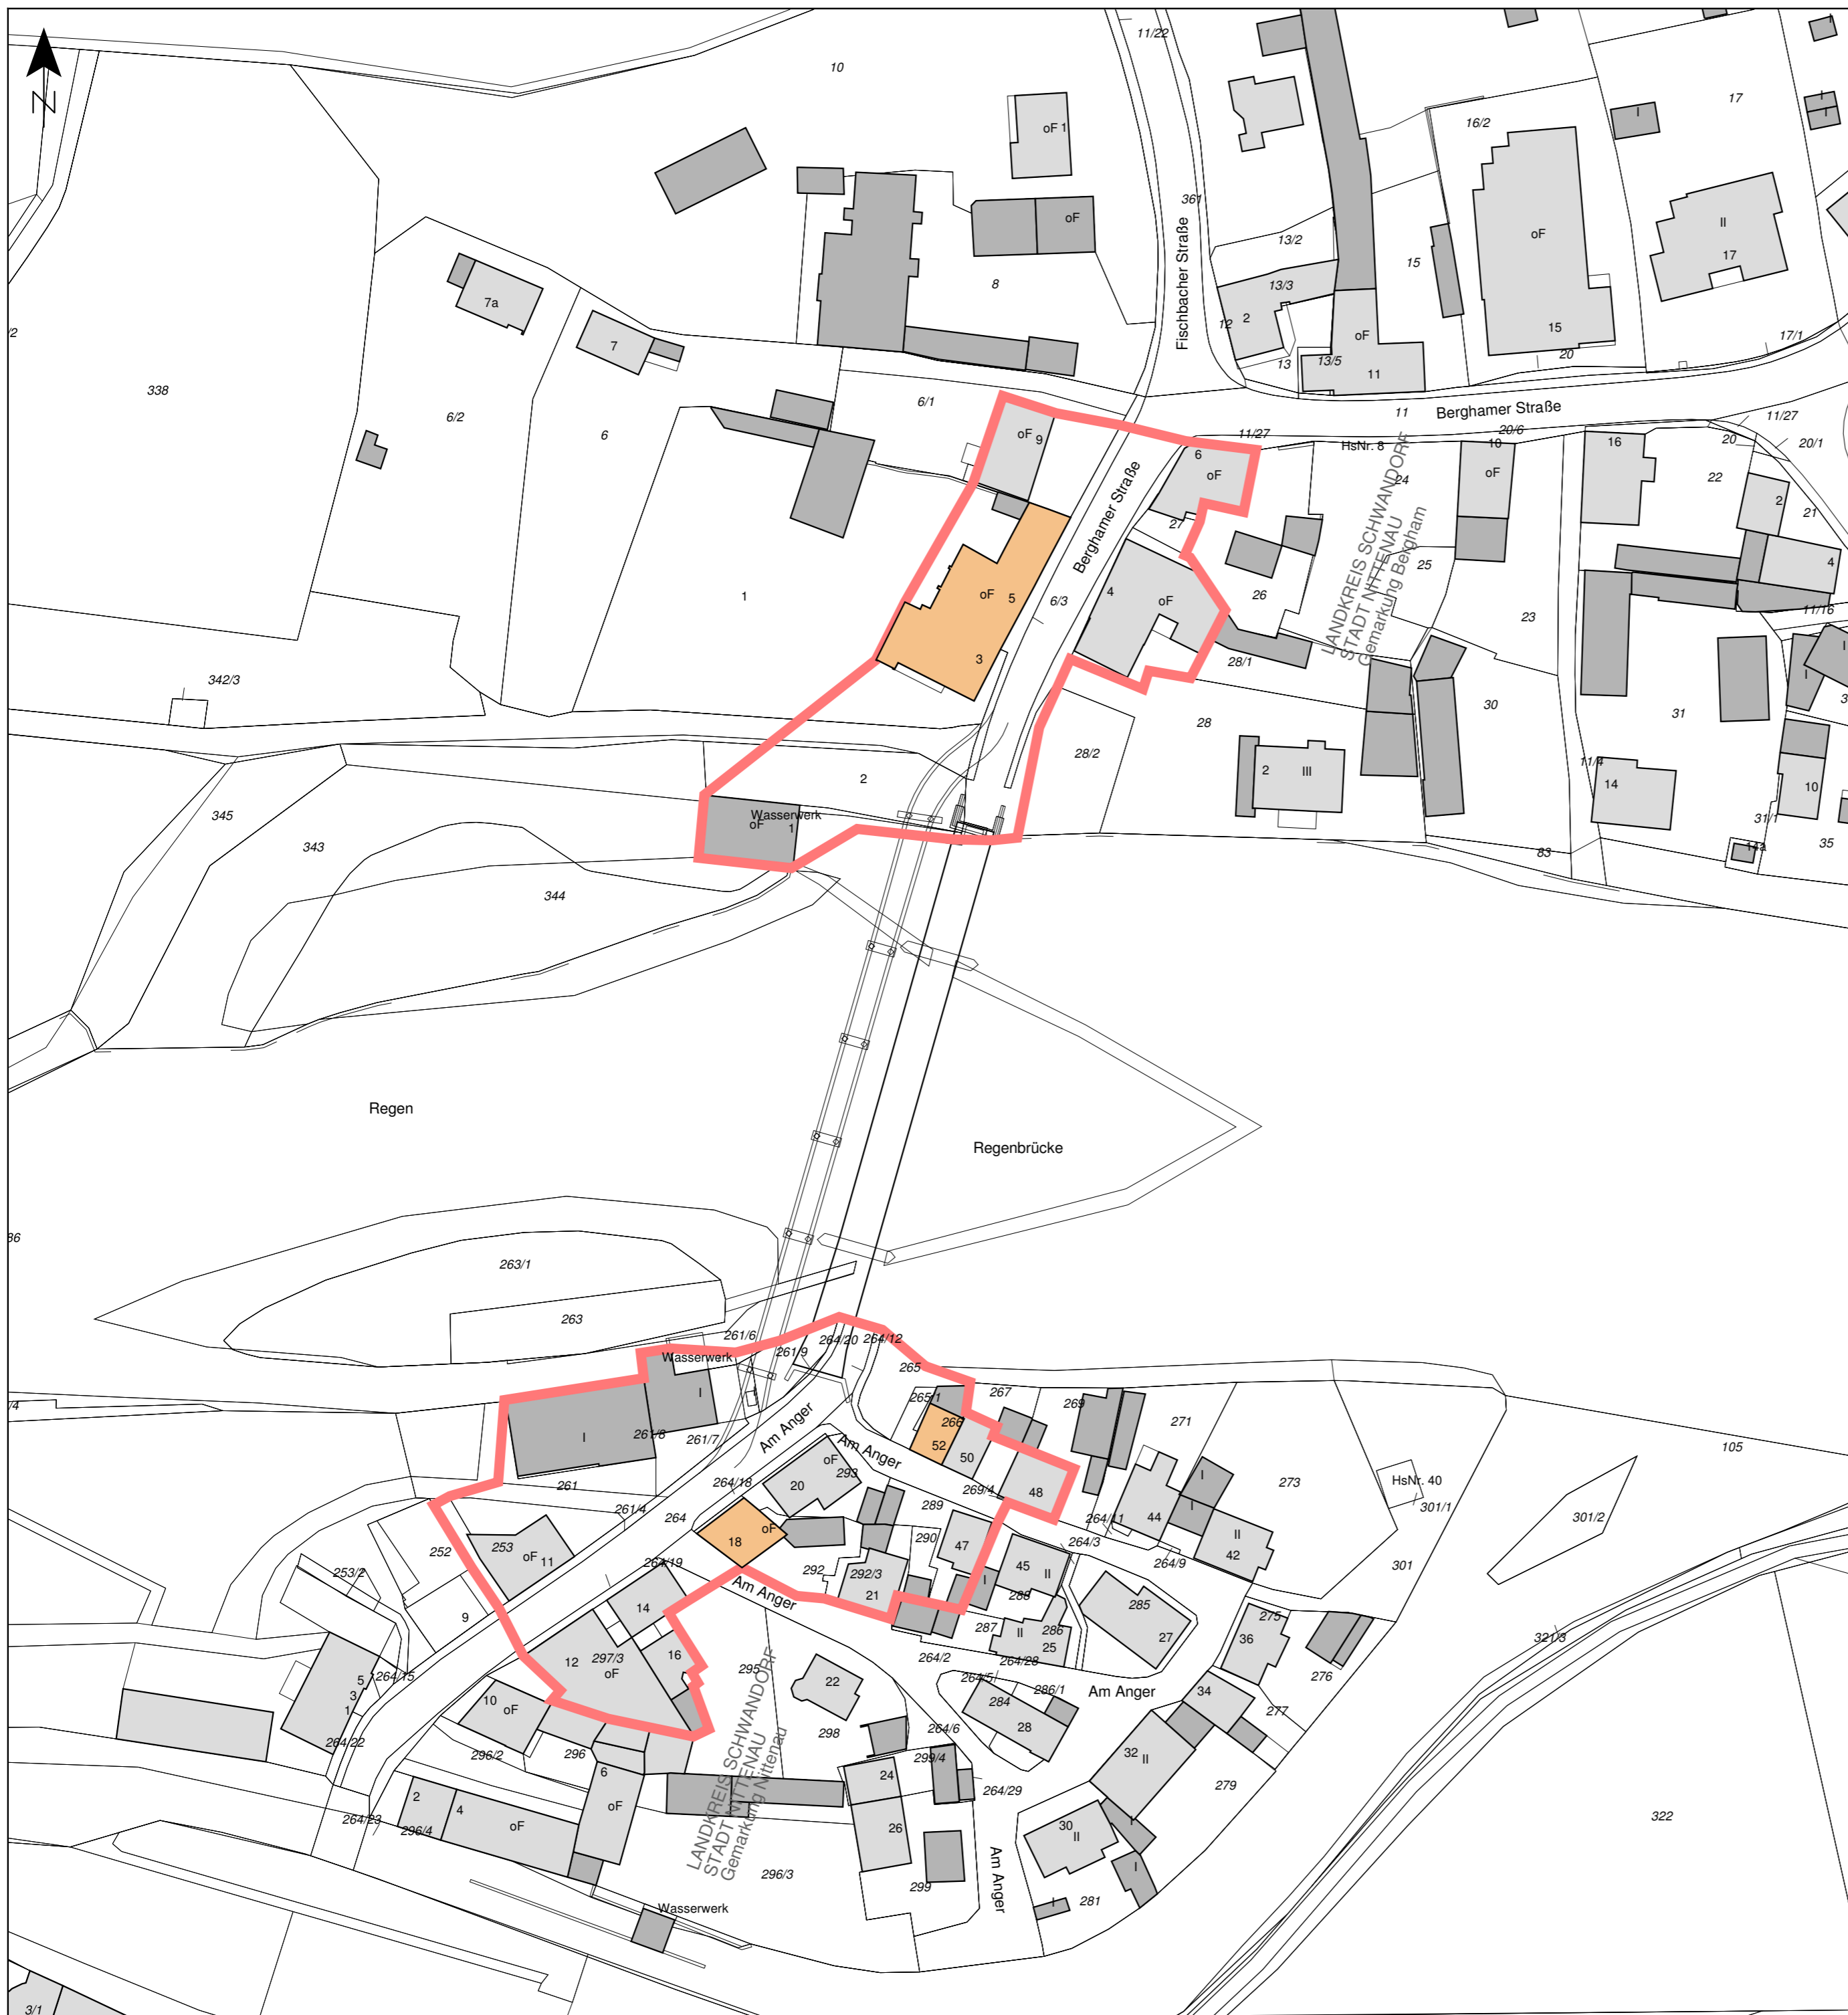 N
10
11/22
17
16/2
oF 1
361
oF
Fischbacher Straße
13/2
15
oF
II
17
8
13/3
7a
12
2
oF
15
17/1
7
13
13/5
20
11
338
6/1
11
Berghamer Straße
11/27
6/2
6
oF
9
11/27
20/6
HsNr. 8
10
16
20
20/1
6
oF
24
oF
22
2
21
27
Berghamer Straße
LANDKREIS SCHWANDORF
STADT NITTENAU
Gemarkung Bergham
25
4
1
oF
5
6/3
4
oF
26
23
11/16
3
28/1
342/3
30
31
28
28/2
2
III
2
11/4
14
10
Wasserwerk
oF
1
345
343
31/1
14a
35
83
344
Regen
Regenbrücke
263/1
263
261/6
264/20
264/12
261/9
Wasserwerk
265
265/1
267
269
I
266
271
I
261/8
261/7
Am Anger
Am Anger
52
50
105
oF
293
20
264/18
269/4
48
273
HsNr. 40
301/1
261
261/4
264
289
I
I
301/2
18
oF
264/11
44
II
42
252
253
oF
11
290
47
264/3
45
II
264/9
253/2
264/19
292
292/3
21
I
288
301
Am Anger
14
9
285
27
275
36
287
II
286
25
321/3
12
297/3
oF
16
295
264/2
264/28
276
5
3
1
264/15
22
264/5
286/1
Am Anger
34
277
10
oF
284
28
298
264/6
264/22
296/2
296
299/4
32
II
LANDKREIS SCHWANDORF
STADT NITTENAU
Gemarkung Nittenau
6
24
264/29
279
2
4
oF
264/23
296/4
oF
26
30
II
I
322
Am Anger
296/3
299
I
281
I
Wasserwerk
3/1